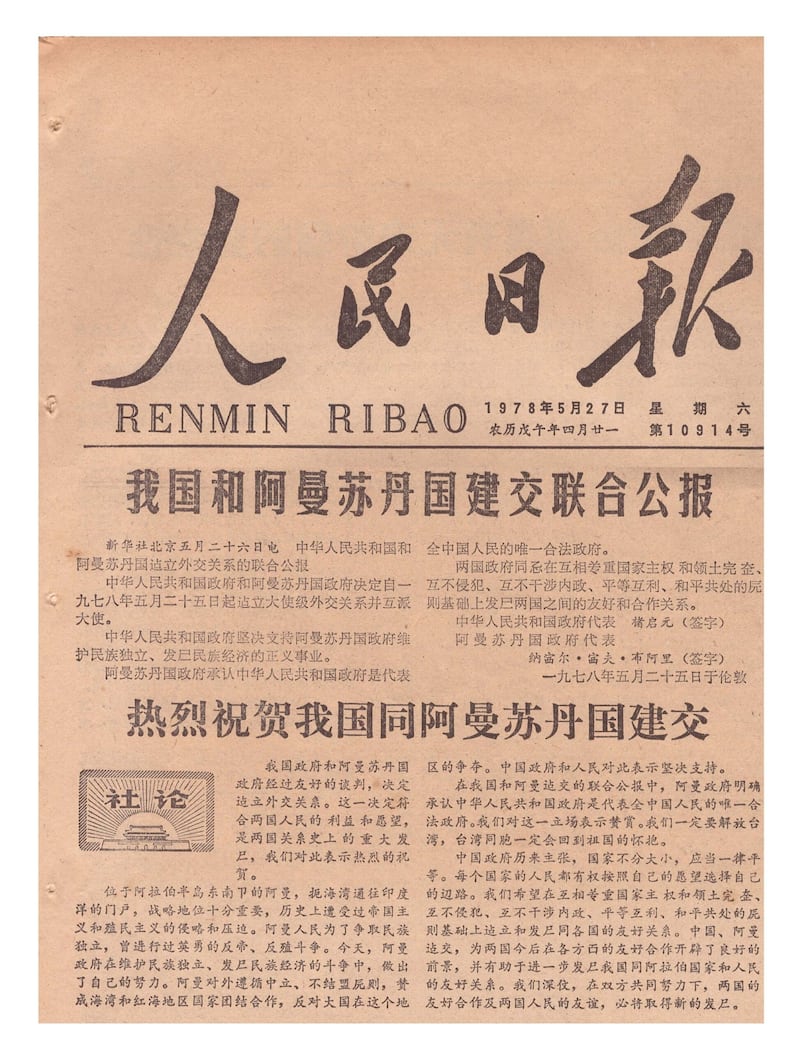 人民日报
RENMIN RIBAO
1978年5月27日 星期六
农历戊午年四月廿一 第10914号
我国和阿曼苏丹国建交联合公报
新华社北京五月二十六日电 中华人民共和国和
阿曼苏丹国迠立外交关系的联合公报
中华人民共和国政府和阿曼苏丹国政府决定自一
九七八年五月二十五日起迠立大使级外交关系并互派
大使。
中华人民共和国政府坚决支持阿曼苏丹国政府维
护民族独立、发尸民族经济的正义事业。
阿曼苏丹国政府承认中华人民共和国政府是代表
全中国人民的唯一合法政府。
两国政府同意在互相尊重国家主权和领土完整、
互不侵犯、互不干涉内政、平等互利、和平共处的原
则基础上发尸两国之间的友好和合作关系。
中华人民共和国政府代表 褚启元（签字）
阿曼苏丹国政府代表
纳赛尔·赛夫·布阿里（签字）
一九七八年五月二十五日于伦敦
热烈祝贺我国同阿曼苏丹国建交
社论
我国政府和阿曼苏丹国
政府经过友好的谈判，决定
迠立外交关系。这一决定符
合两国人民的利益和愿望，
是两国关系史上的重大发
尸，我们对此表示热烈的祝
贺。
位于阿拉伯半岛东南卩的阿曼，扼海湾通往印度
洋的门户，战略地位十分重要，历史上遭受过帝国主
义和殖民主义的侵略和压迫。阿曼人民为了争取民族
独立，曾进行过英勇的反帝、反殖斗争。今天，阿曼
政府在维护民族独立、发尸民族经济的斗争中，做出
了自己的努力。阿曼对外遵循中立、不结盟原则，赞
成海湾和红海地区国家团结合作，反对大国在这个地
区的争夺。中国政府和人民对此表示坚决支持。
在我国和阿曼迠交的联合公报中，阿曼政府明确
承认中华人民共和国政府是代表全中国人民的唯一合
法政府。我们对这一立场表示赞赏。我们一定要解放台
湾，台湾同胞一定会回到祖国的怀抱。
中国政府历来主张，国家不分大小，应当一律平
等。每个国家的人民都有权按照自己的愿望选择自己
的辺路。我们希望在互相尊重国家主权和领土完整、
互不侵犯、互不干涉内政、平等互利、和平共处的原
则基础上迠立和发尸同各国的友好关系。中国、阿曼
迠交，为两国今后在各方面的友好合作开辟了良好的
前景，并有助于进一步发尸我国同阿拉伯国家和人民
的友好关系。我们深伩，在双方共同努力下，两国的
友好合作及两国人民的友谊，必将取得新的发尸。